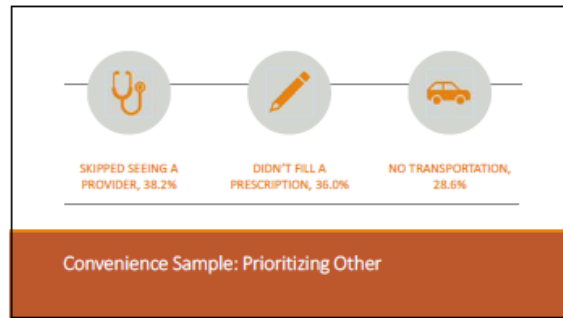 SKIPPED SEEING A
PROVIDER, 38.2%
DIDN'T FILL A
PRESCRIPTION, 36.0%
NO TRANSPORTATION,
28.6%
Convenience Sample: Prioritizing Other